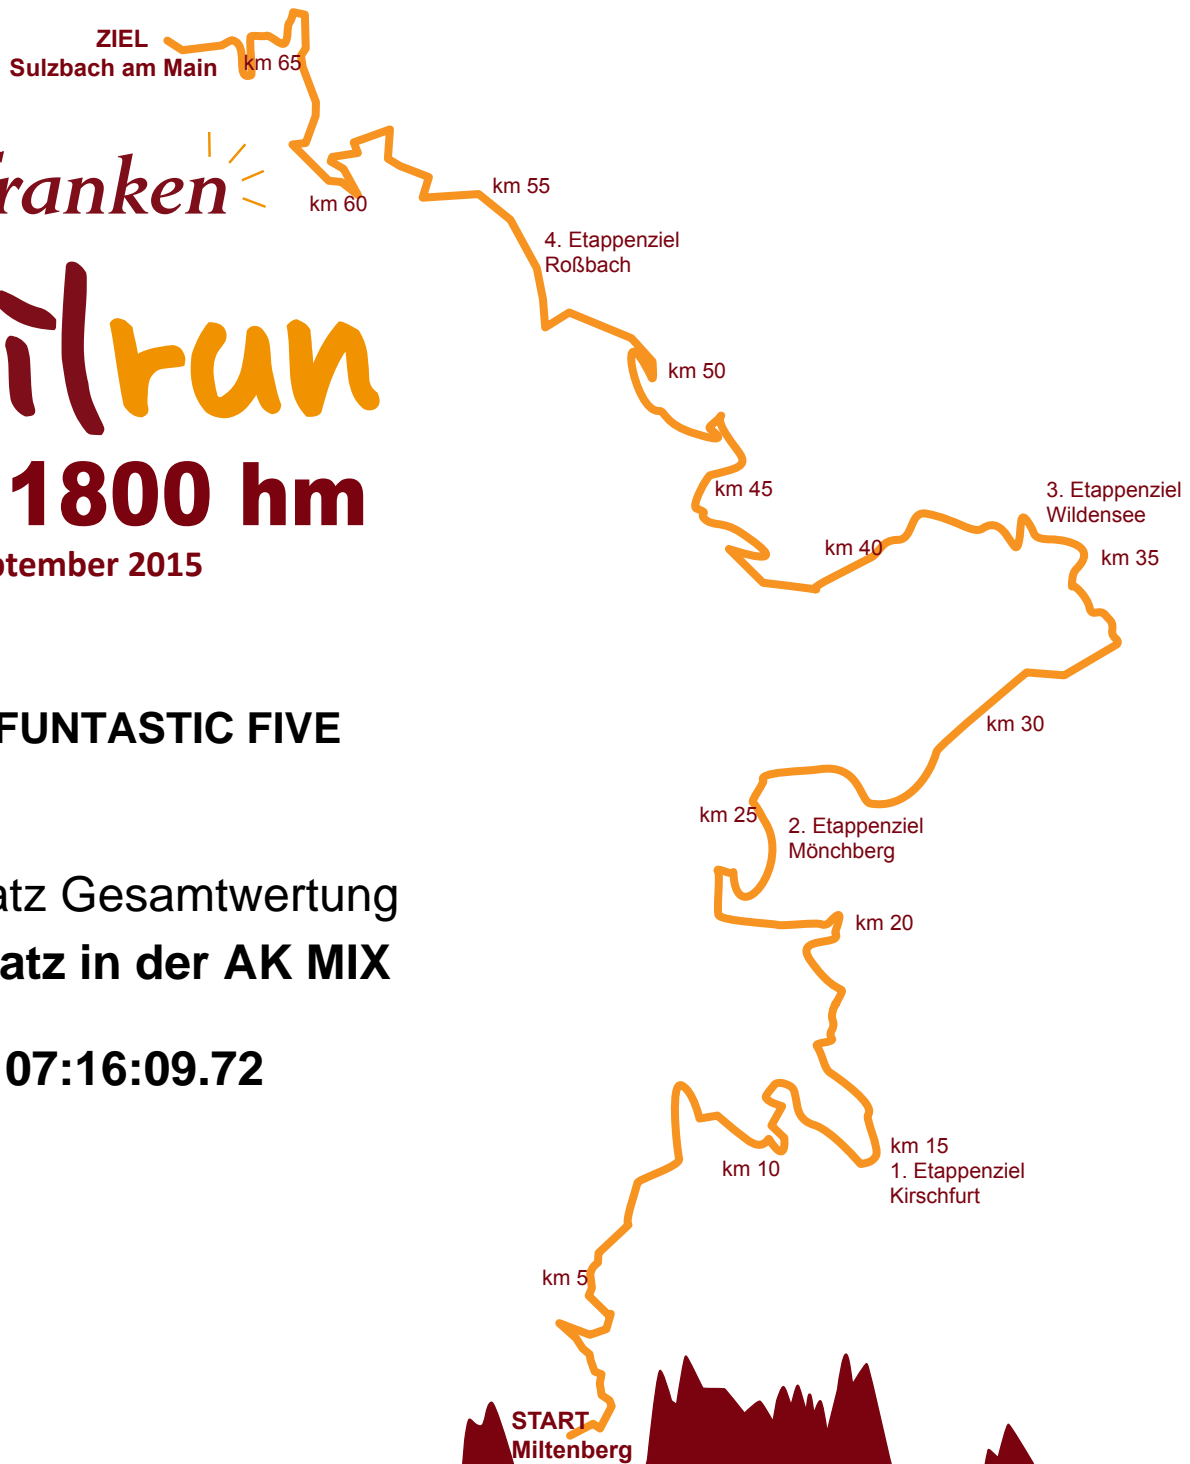 ZIEL
Sulzbach am Main
km 65
km 60
km 55
4. Etappenziel
Roßbach
ranken
ilrun
km 50
1800 hm
ptember 2015
km 45
3. Etappenziel
Wildensee
km 40
km 35
FUNTASTIC FIVE
km 30
km 25
2. Etappenziel
Mönchberg
atz Gesamtwertung
km 20
atz in der AK MIX
07:16:09.72
km 15
1. Etappenziel
Kirschfurt
km 10
km 5
START
Miltenberg